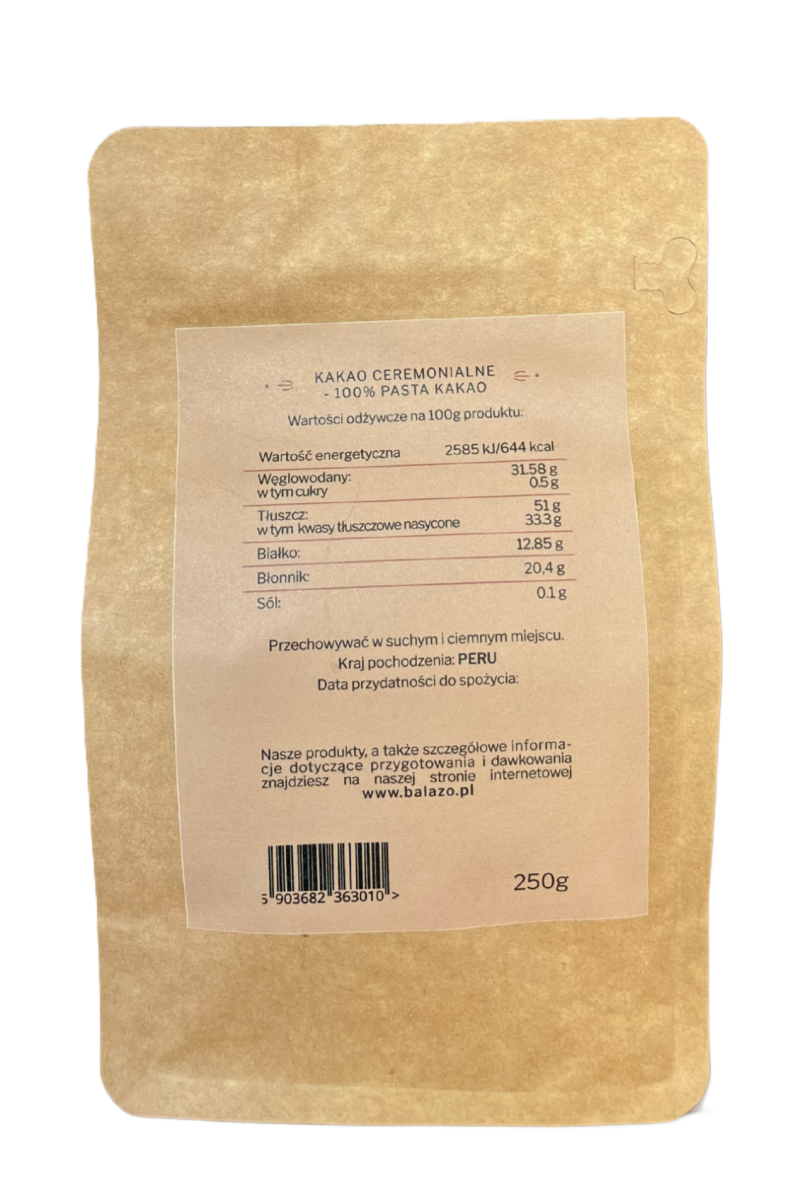 KAKAO CEREMONIALNE
- 100% PASTA KAKAO
Wartości odżywcze na 100g produktu:
Wartość energetyczna 2585 kJ/644 kcal
Węglowodany: 31.58 g
w tym cukry 0.5 g
Tłuszcz: 51 g
w tym kwasy tłuszczowe nasycone 33.3 g
Białko: 12.85 g
Błonnik: 20,4 g
Sól: 0.1 g
Przechowywać w suchym i ciemnym miejscu.
Kraj pochodzenia: PERU
Data przydatności do spożycia:
Nasze produkty, a także szczegółowe informa-
cje dotyczące przygotowania i dawkowania
znajdziesz na naszej stronie internetowej
www.balazo.pl
5 903682 363010 >
250g